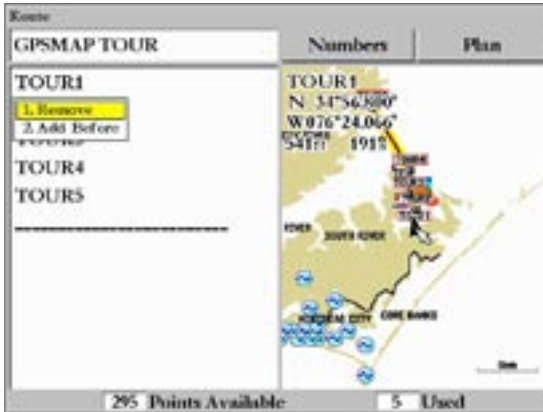 Route
GPSMAP TOUR
Numbers
Plan
TOUR1
1. Remove
2. Add Before
TOUR4
TOUR5
TOUR1
N 34°56.800'
W076°24.066'
RIVER
SOUTH RIVER
CITY
CORE BANKS
295 Points Available
5 Used